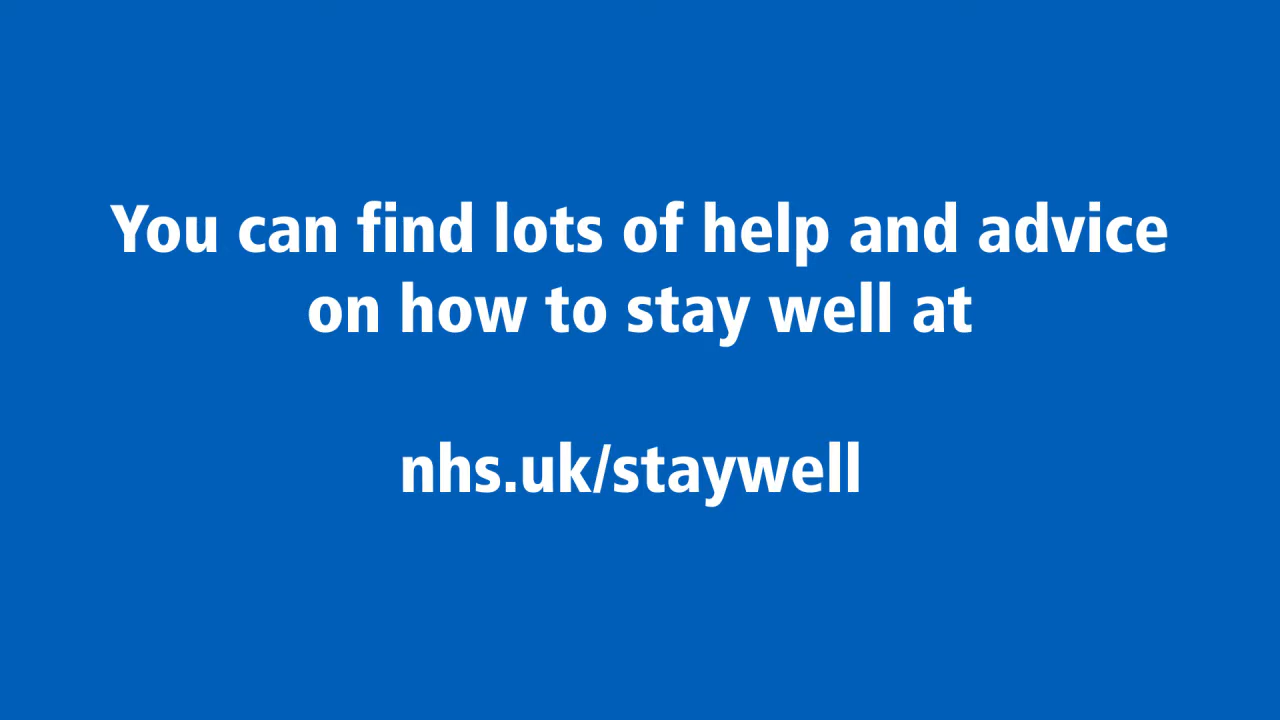 You can find lots of help and advice
on how to stay well at
nhs.uk/staywell